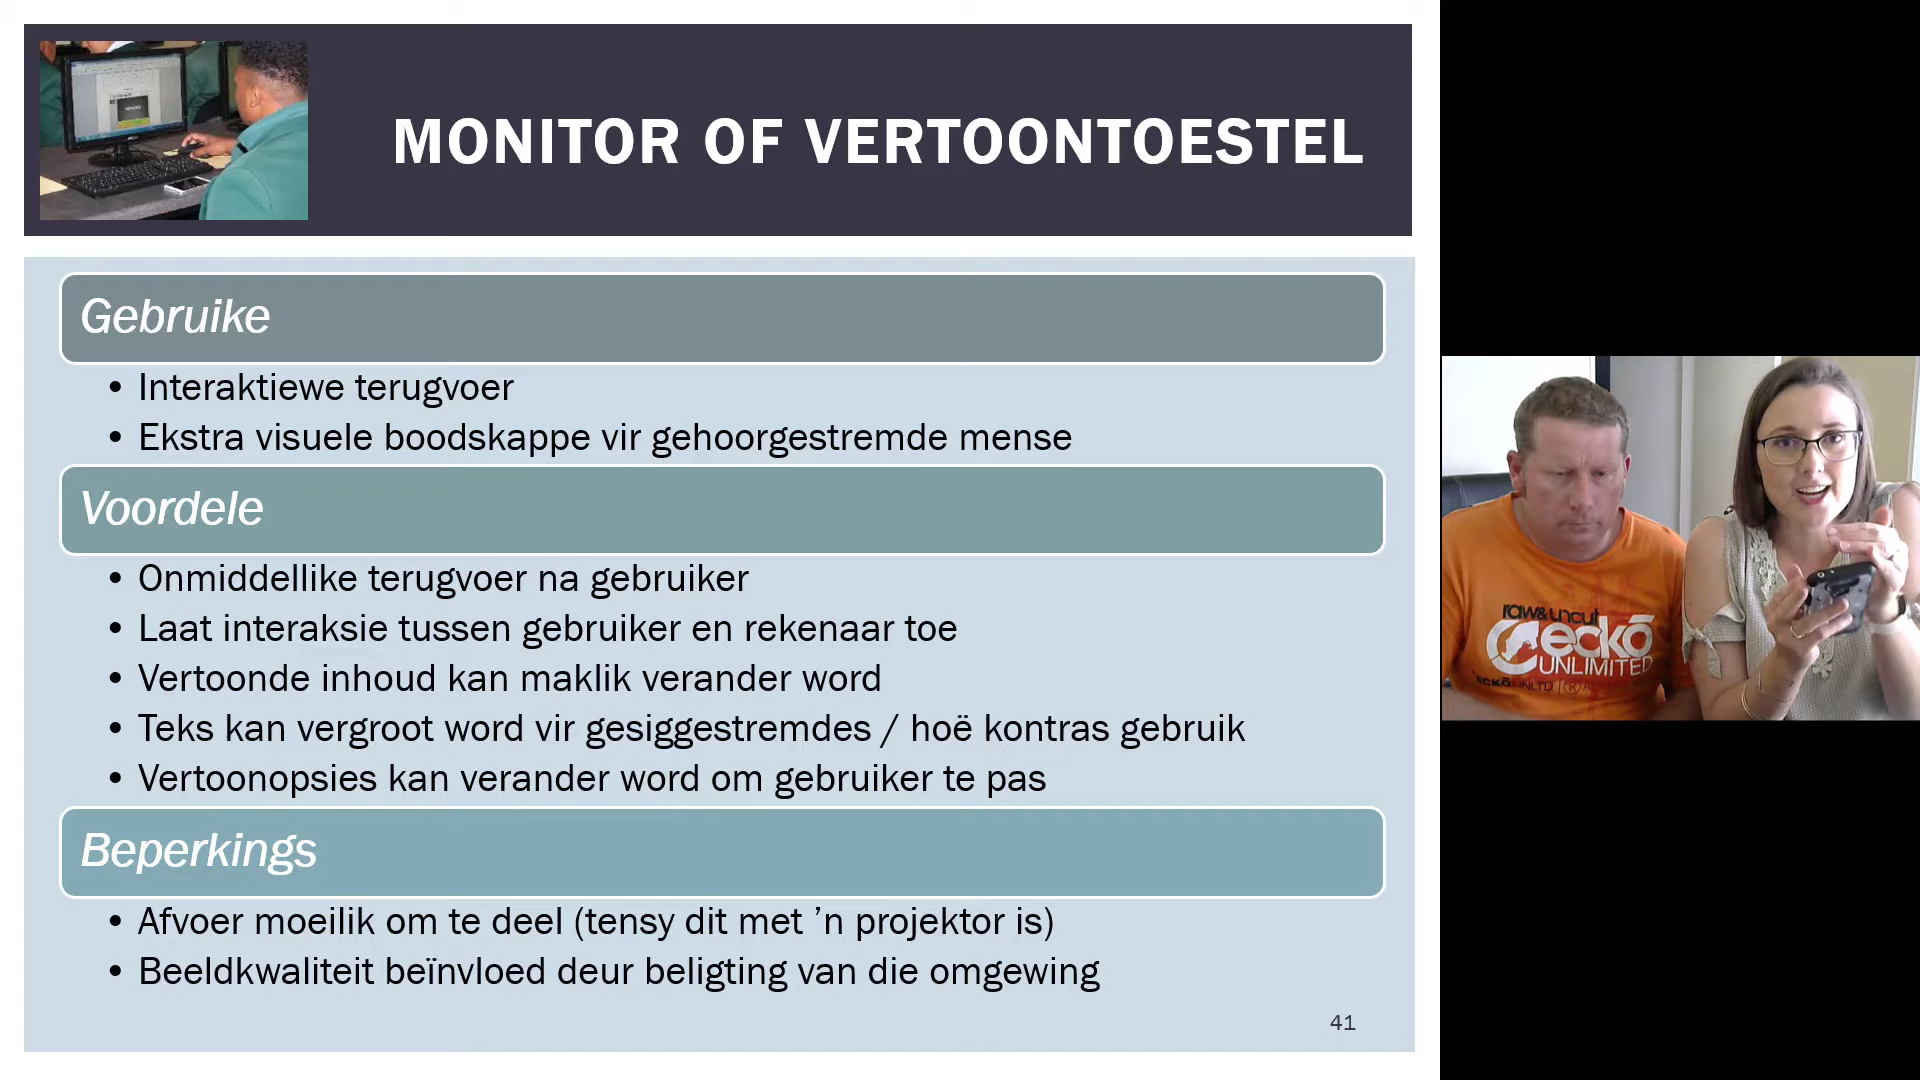 MONITOR OF VERTOONTOESTEL
Gebruike
• Interaktiewe terugvoer
• Ekstra visuele boodskappe vir gehoorgestremde mense
Voordele
• Onmiddellike terugvoer na gebruiker
• Laat interaksie tussen gebruiker en rekenaar toe
• Vertoonde inhoud kan maklik verander word
• Teks kan vergroot word vir gesiggestremdes / hoë kontras gebruik
• Vertoonopsies kan verander word om gebruiker te pas
Beperkings
• Afvoer moeilik om te deel (tensy dit met ’n projektor is)
• Beeldkwaliteit beïnvloed deur beligting van die omgewing
41
raw&uncut
ecko
UNLIMITED